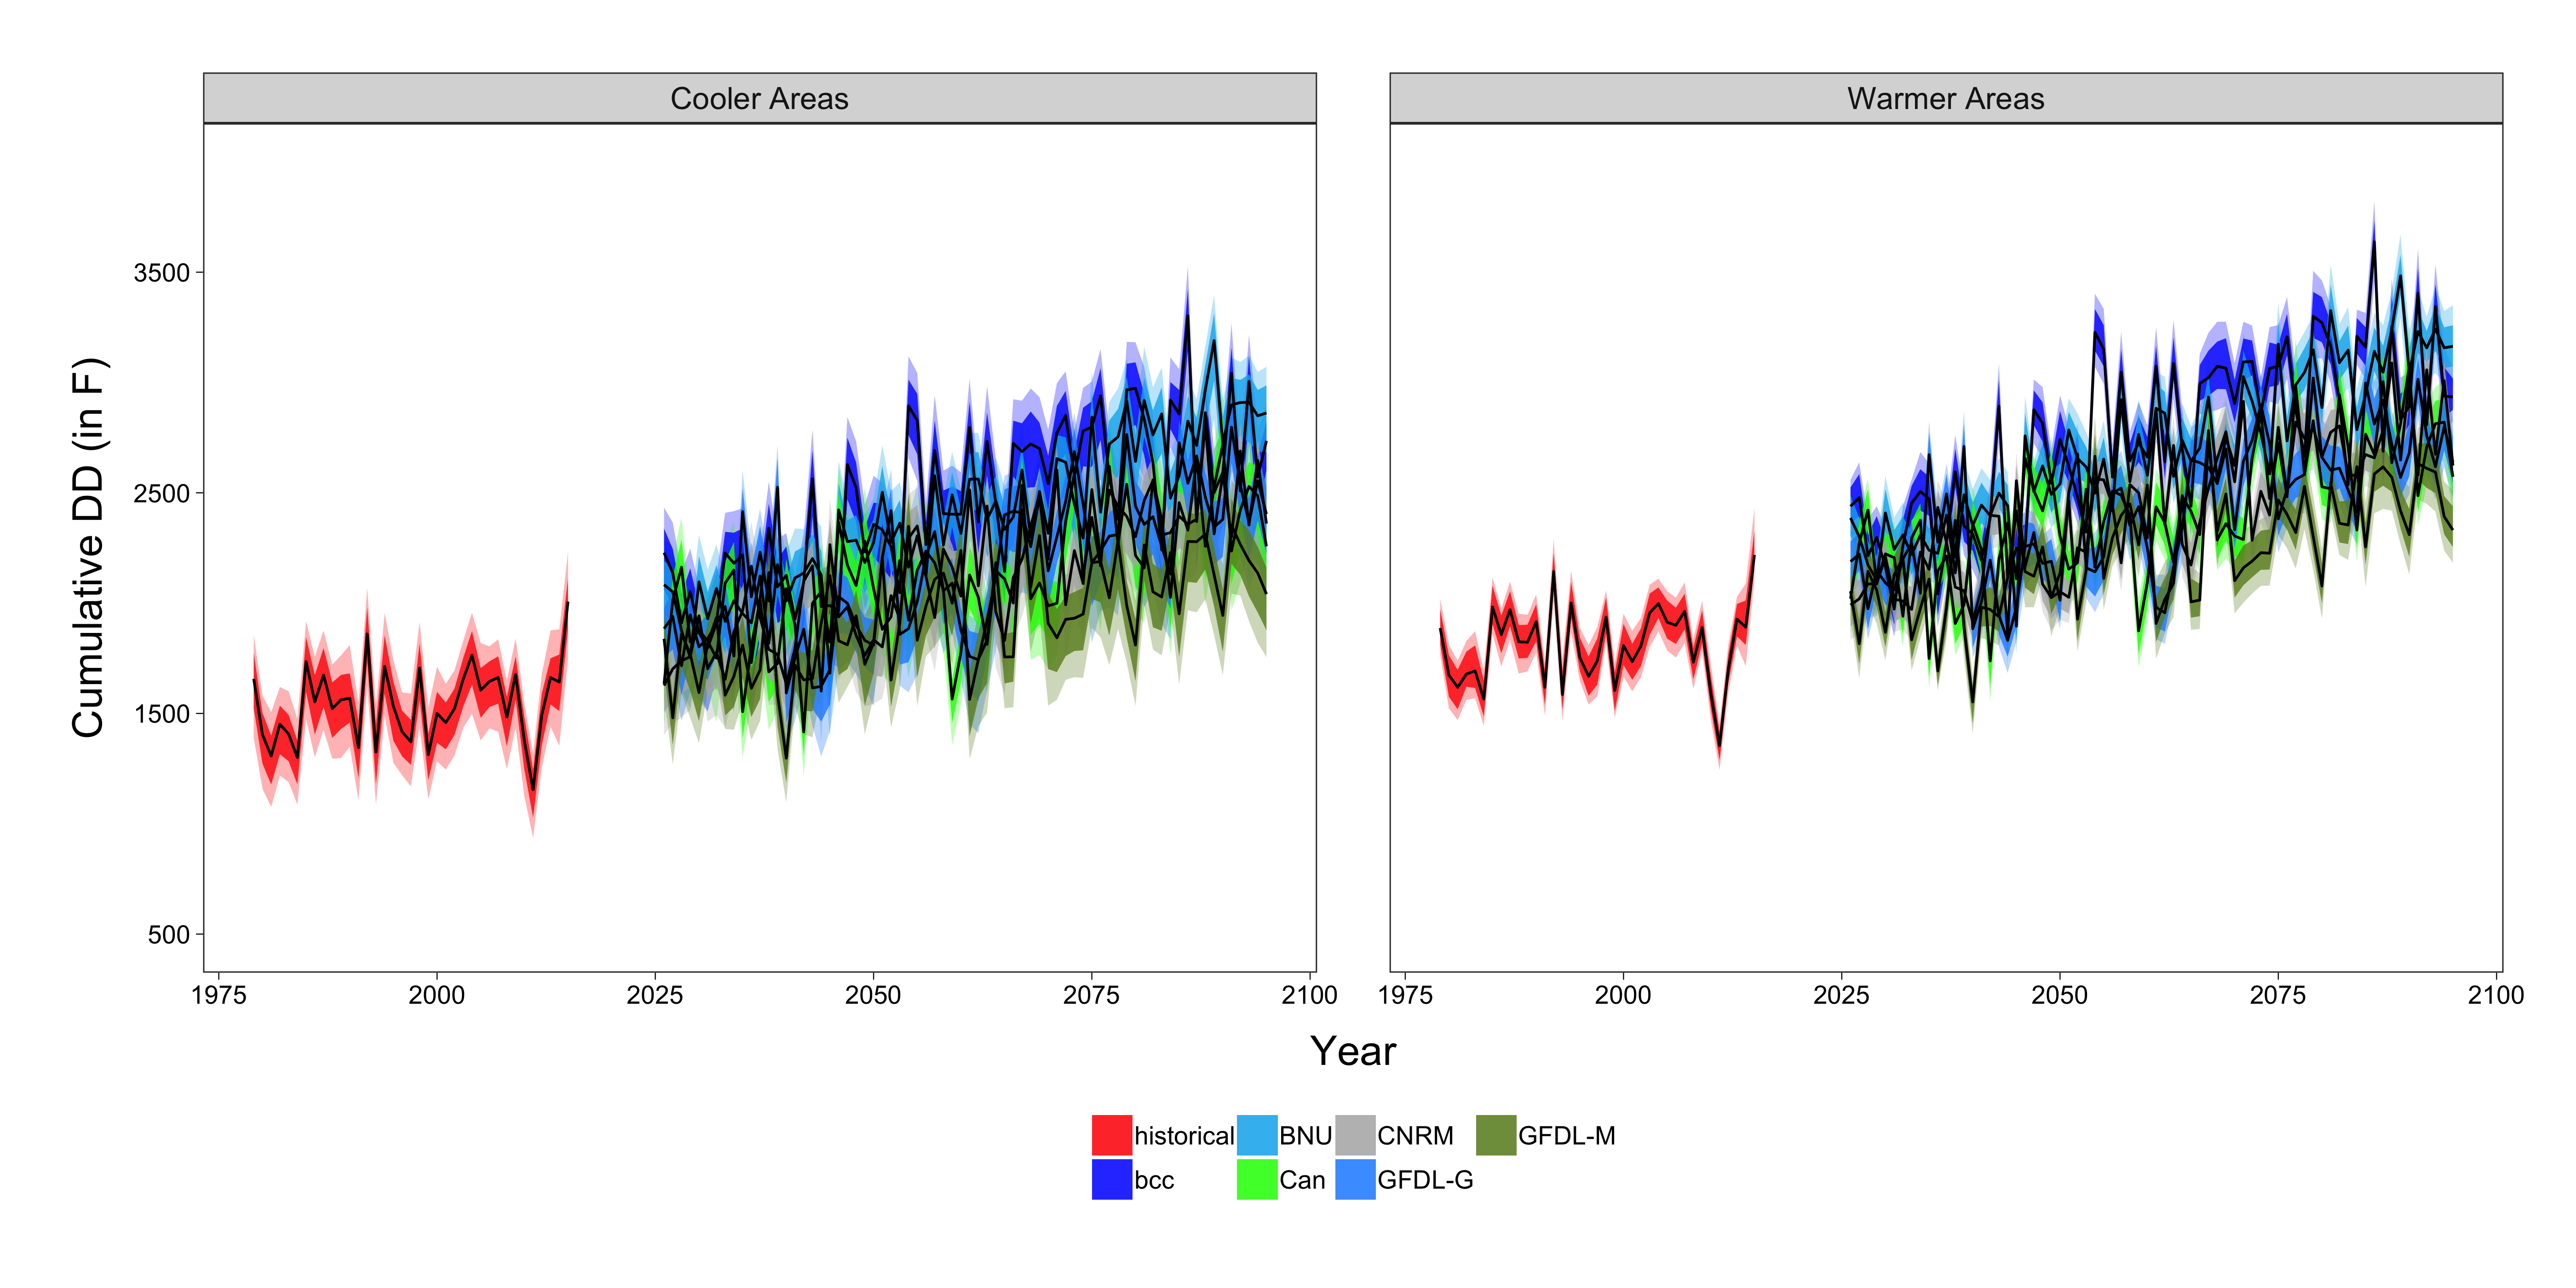 Cooler Areas
Warmer Areas
Cumulative DD (in F)
3500
2500
1500
500
1975 2000 2025 2050 2075 2100
1975 2000 2025 2050 2075 2100
Year
historical BNU CNRM GFDL-M
bcc Can GFDL-G